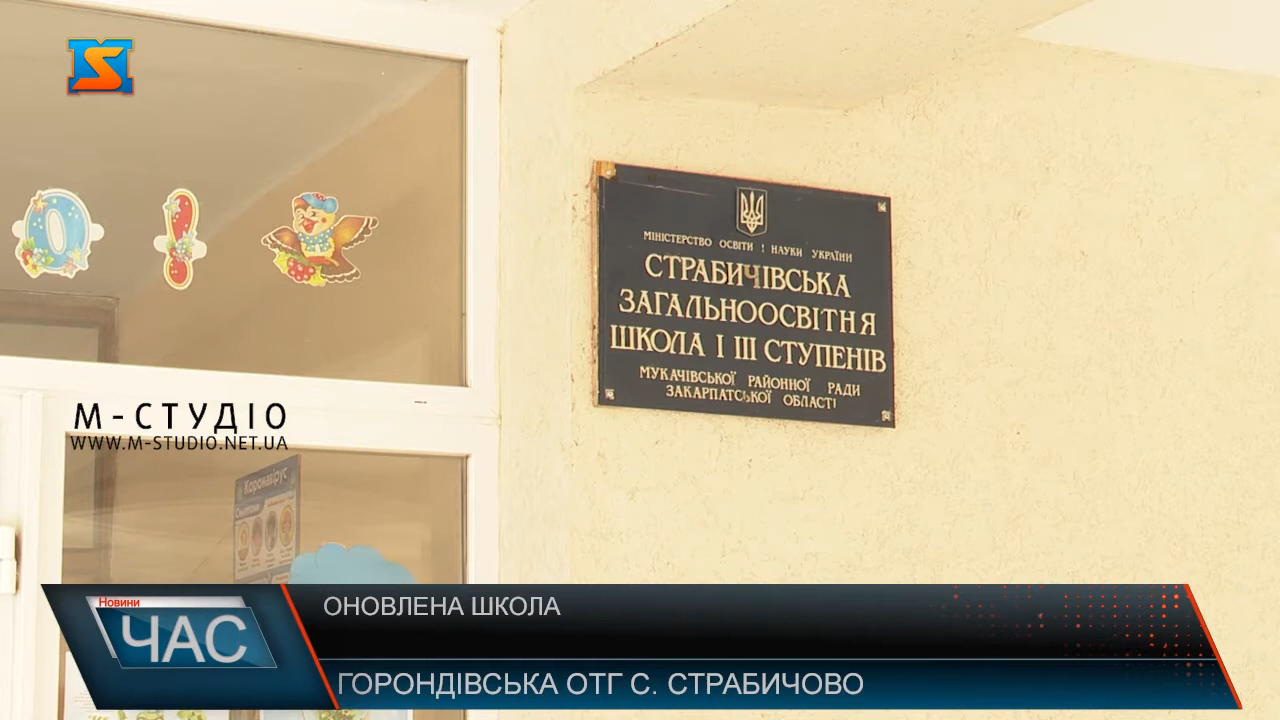 О!
МІНІСТЕРСТВО ОСВІТИ І НАУКИ УКРАЇНИ
СТРАБИЧІВСЬКА
ЗАГАЛЬНООСВІТНЯ
ШКОЛА І ІІІ СТУПЕНІВ
МУКАЧІВСЬКОЇ РАЙОННОЇ РАДИ
ЗАКАРПАТСЬКОЇ ОБЛАСТІ
М-СТУДІО
WWW.M-STUDIO.NET.UA
Коронавірус
Новини
ЧАС
ОНОВЛЕНА ШКОЛА
ГОРОНДІВСЬКА ОТГ С. СТРАБИЧОВО